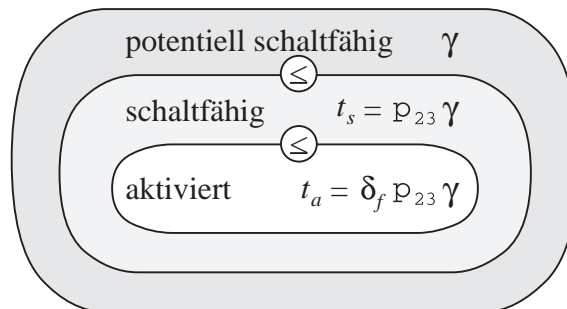 potentiell schaltfähig γ
≤
schaltfähig t_s = p_23 γ
≤
aktiviert t_a = δ_f p_23 γ